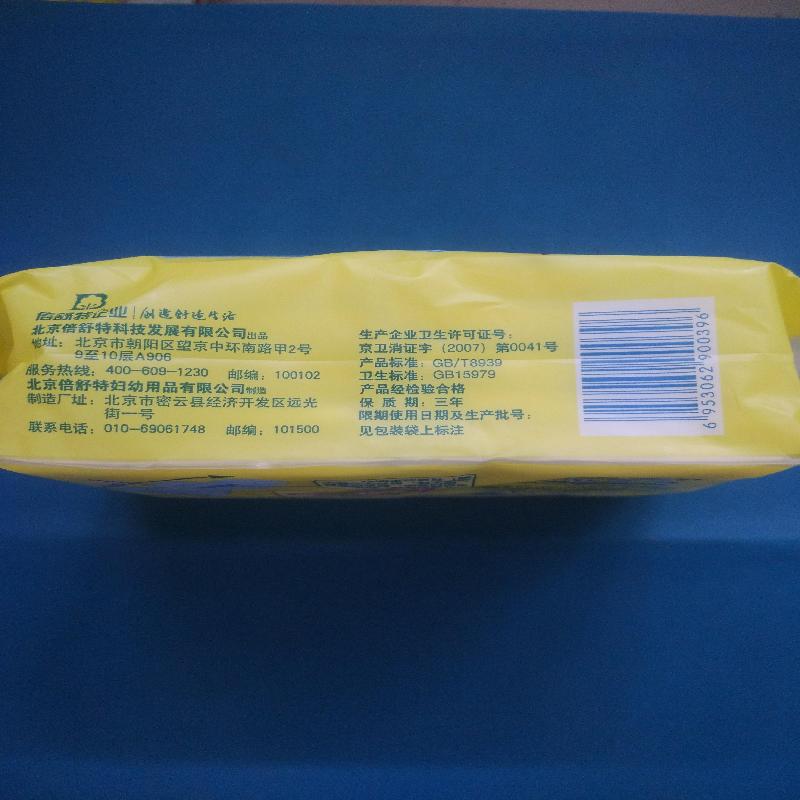 倍舒特企业 创造舒适生活
北京倍舒特科技发展有限公司出品
地址：北京市朝阳区望京中环南路甲2号
9至10层A906
服务热线：400-609-1230 邮编：100102
北京倍舒特妇幼用品有限公司制造
制造厂址：北京市密云县经济开发区远光
街一号
联系电话：010-69061748 邮编：101500
生产企业卫生许可证号：
京卫消证字（2007）第0041号
产品标准：GB/T8939
卫生标准：GB15979
产品经检验合格
保 质 期：三年
限期使用日期及生产批号：
见包装袋上标注
6 953062 900396